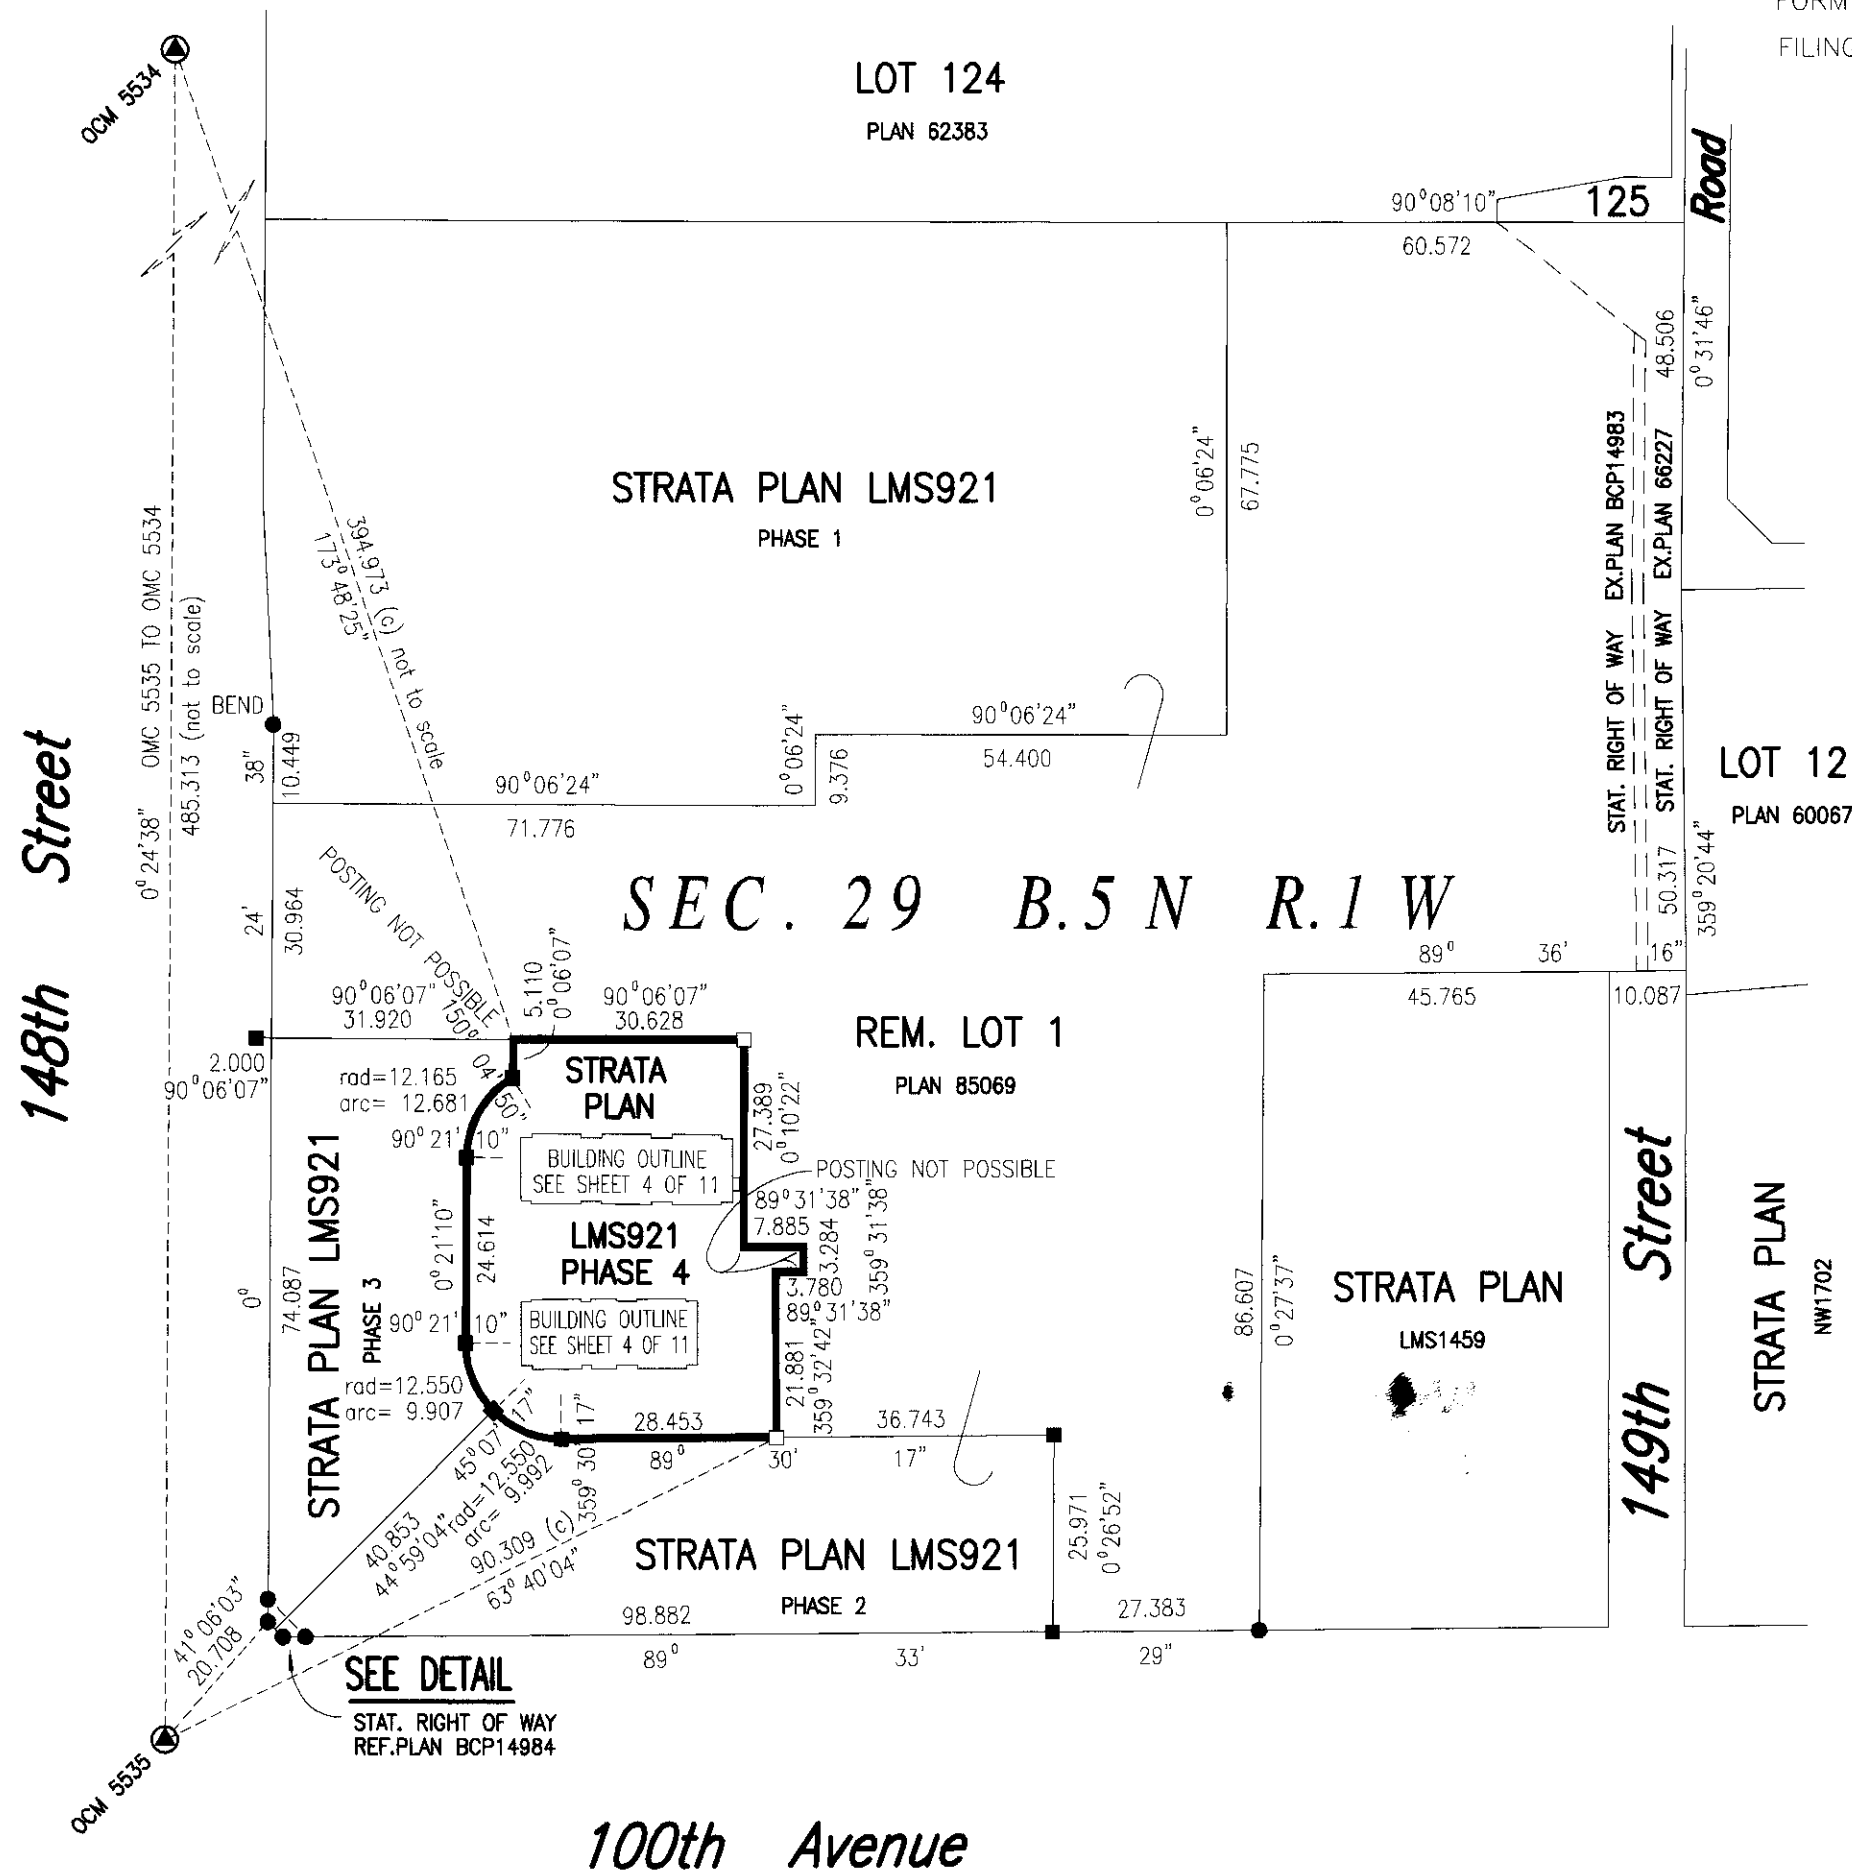 FILING
OCM 5534
LOT 124
PLAN 62383
90°08'10"
125
60.572
Road
48.506
0°31'46"
STRATA PLAN LMS921
PHASE 1
0°06'24"
67.775
STAT. RIGHT OF WAY EX.PLAN BCP14983
STAT. RIGHT OF WAY EX.PLAN 66227
OMC 5535 TO OMC 5534
0°24'38"
485.313 (not to scale)
394.973 (c) not to scale
173°48'25"
BEND
38"
10.449
90°06'24"
71.776
0°06'24"
9.376
90°06'24"
54.400
LOT 12
PLAN 60067
148th Street
24'
30.964
POSTING NOT POSSIBLE
SEC. 29 B.5 N R.1 W
50.317
359°20'44"
89° 36' 16"
45.765
10.087
90°06'07"
31.920
150° 04' 50"
5.110
0°06'07"
90°06'07"
30.628
REM. LOT 1
PLAN 85069
2.000
90°06'07"
rad=12.165
arc= 12.681
STRATA
PLAN
27.389
0°10'22"
90°21'10"
BUILDING OUTLINE
SEE SHEET 4 OF 11
POSTING NOT POSSIBLE
89°31'38"
7.885
3.284
359°31'38"
0°21'10"
24.614
LMS921
PHASE 4
3.780
89°31'38"
0°
74.087
STRATA PLAN LMS921
PHASE 3
90°21'10"
BUILDING OUTLINE
SEE SHEET 4 OF 11
21.881
359°32'42"
86.607
0°27'37"
STRATA PLAN
LMS1459
149th Street
STRATA PLAN
NW1702
rad=12.550
arc= 9.907
45°07'17"
28.453
36.743
89° 30' 17"
359°30'17"
rad=12.550
arc= 9.992
40.853
44°59'04"
90.309 (c)
63°40'04"
STRATA PLAN LMS921
PHASE 2
25.971
0°26'52"
98.882
27.383
89° 33' 29"
41°06'03"
20.708
SEE DETAIL
STAT. RIGHT OF WAY
REF.PLAN BCP14984
OCM 5535
100th Avenue